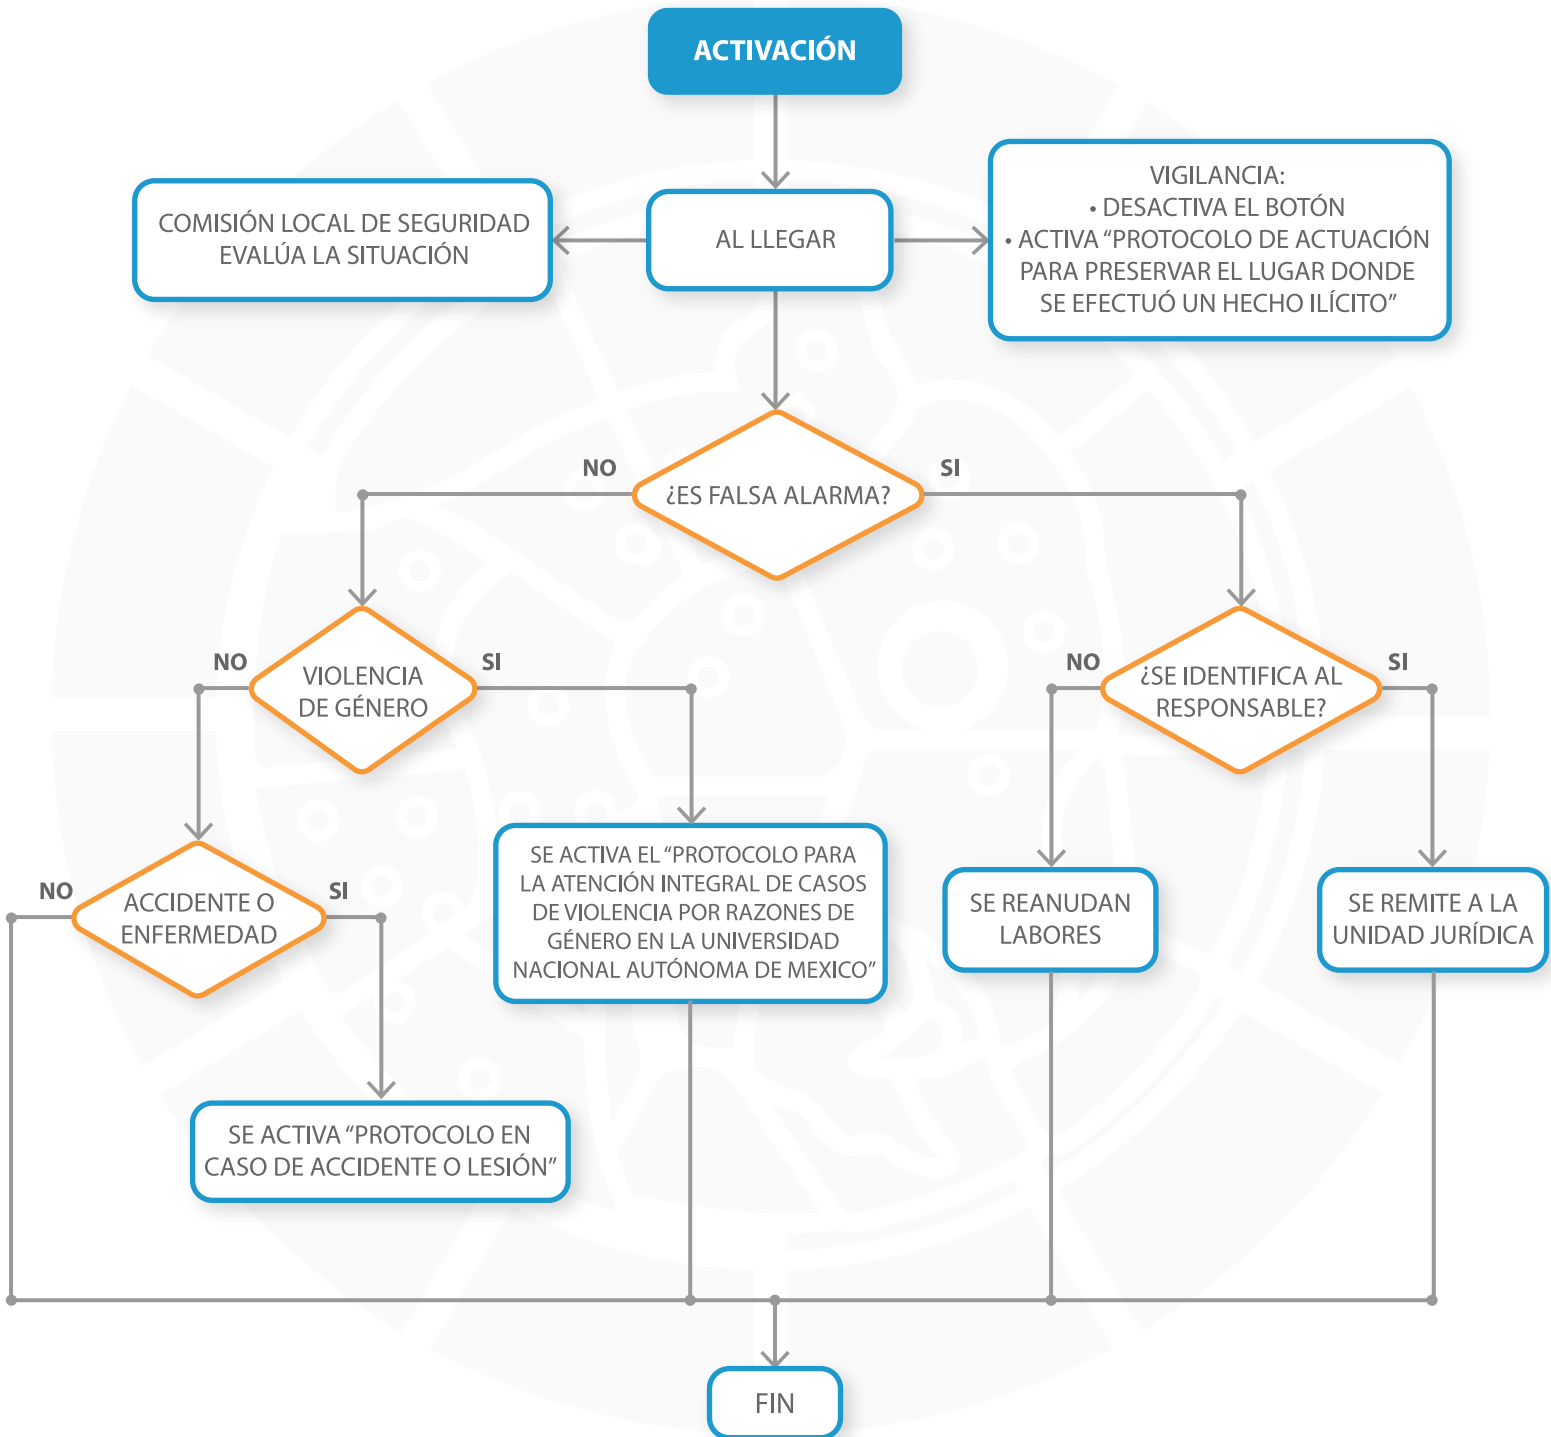 ACTIVACIÓN
COMISIÓN LOCAL DE SEGURIDAD
EVALÚA LA SITUACIÓN
AL LLEGAR
VIGILANCIA:
• DESACTIVA EL BOTÓN
• ACTIVA “PROTOCOLO DE ACTUACIÓN
PARA PRESERVAR EL LUGAR DONDE
SE EFECTUÓ UN HECHO ILÍCITO”
NO
¿ES FALSA ALARMA?
SI
NO
VIOLENCIA
DE GÉNERO
SI
NO
¿SE IDENTIFICA AL
RESPONSABLE?
SI
NO
ACCIDENTE O
ENFERMEDAD
SI
SE ACTIVA EL “PROTOCOLO PARA
LA ATENCIÓN INTEGRAL DE CASOS
DE VIOLENCIA POR RAZONES DE
GÉNERO EN LA UNIVERSIDAD
NACIONAL AUTÓNOMA DE MEXICO”
SE REANUDAN
LABORES
SE REMITE A LA
UNIDAD JURÍDICA
SE ACTIVA “PROTOCOLO EN
CASO DE ACCIDENTE O LESIÓN”
FIN